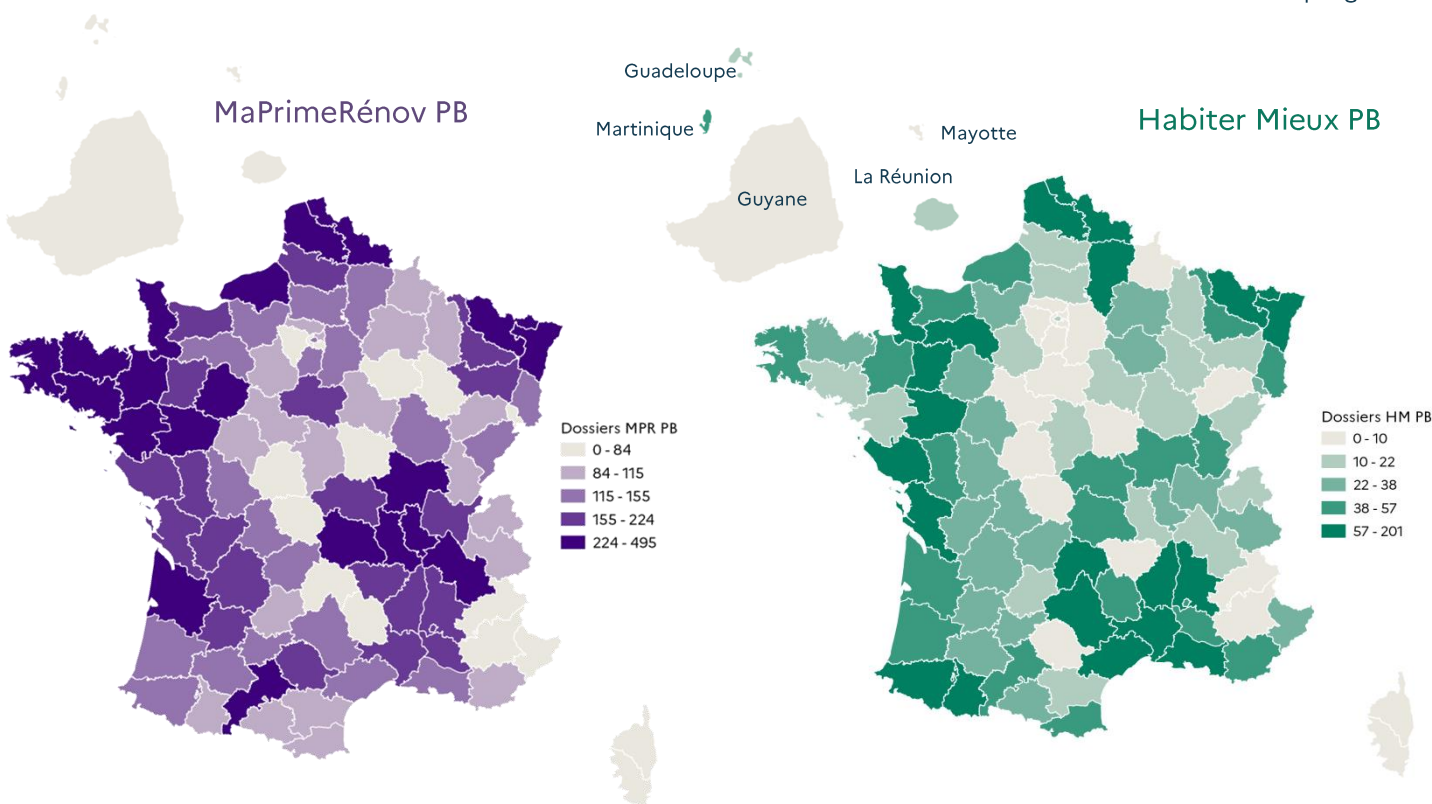 Guadeloupe
MaPrimeRénov PB
Martinique
Habiter Mieux PB
Mayotte
La Réunion
Guyane
Dossiers MPR PB
0 - 84
84 - 115
115 - 155
155 - 224
224 - 495
Dossiers HM PB
0 - 10
10 - 22
22 - 38
38 - 57
57 - 201